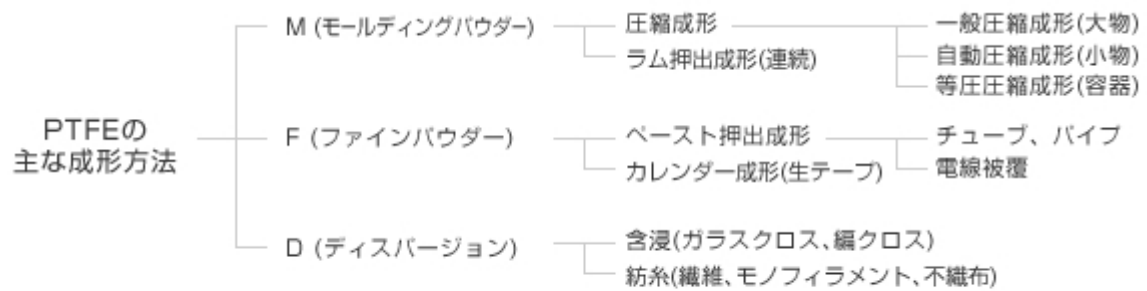 PTFEの
主な成形方法
M (モールディングパウダー)
圧縮成形
一般圧縮成形(大物)
自動圧縮成形(小物)
等圧圧縮成形(容器)
ラム押出成形(連続)
F (ファインパウダー)
ペースト押出成形
チューブ、パイプ
電線被覆
カレンダー成形(生テープ)
D (ディスパージョン)
含浸(ガラスクロス、編クロス)
紡糸(繊維、モノフィラメント、不織布)